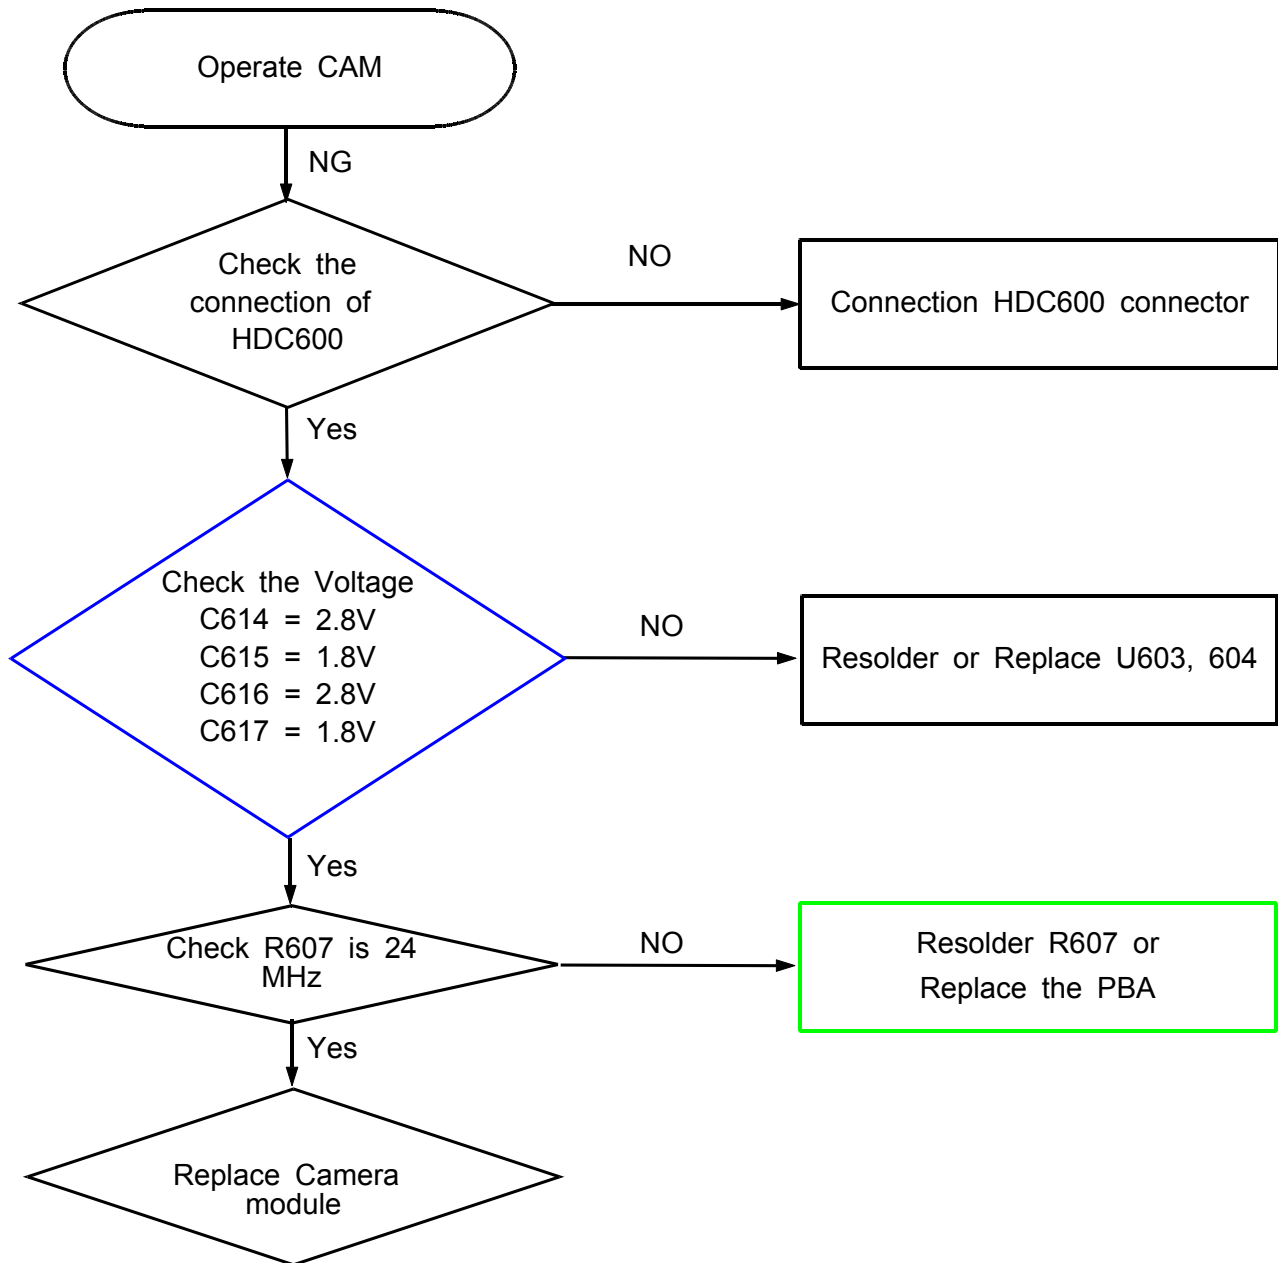 Operate CAM
NG
Check the
connection of
HDC600
NO
Connection HDC600 connector
Yes
Check the Voltage
C614 = 2.8V
C615 = 1.8V
C616 = 2.8V
C617 = 1.8V
NO
Resolder or Replace U603, 604
Yes
Check R607 is 24
MHz
NO
Resolder R607 or
Replace the PBA
Yes
Replace Camera
module